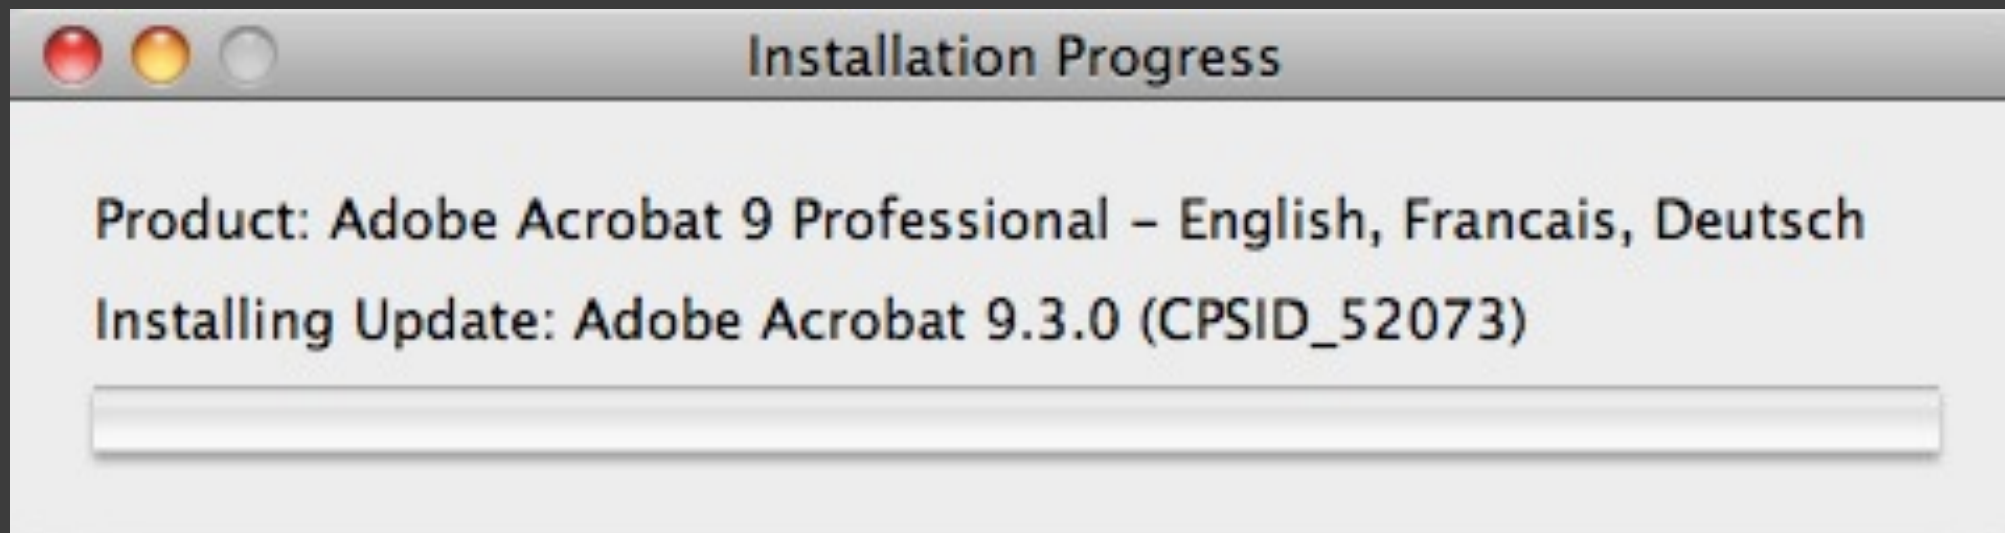 Installation Progress
Product: Adobe Acrobat 9 Professional – English, Francais, Deutsch
Installing Update: Adobe Acrobat 9.3.0 (CPSID_52073)